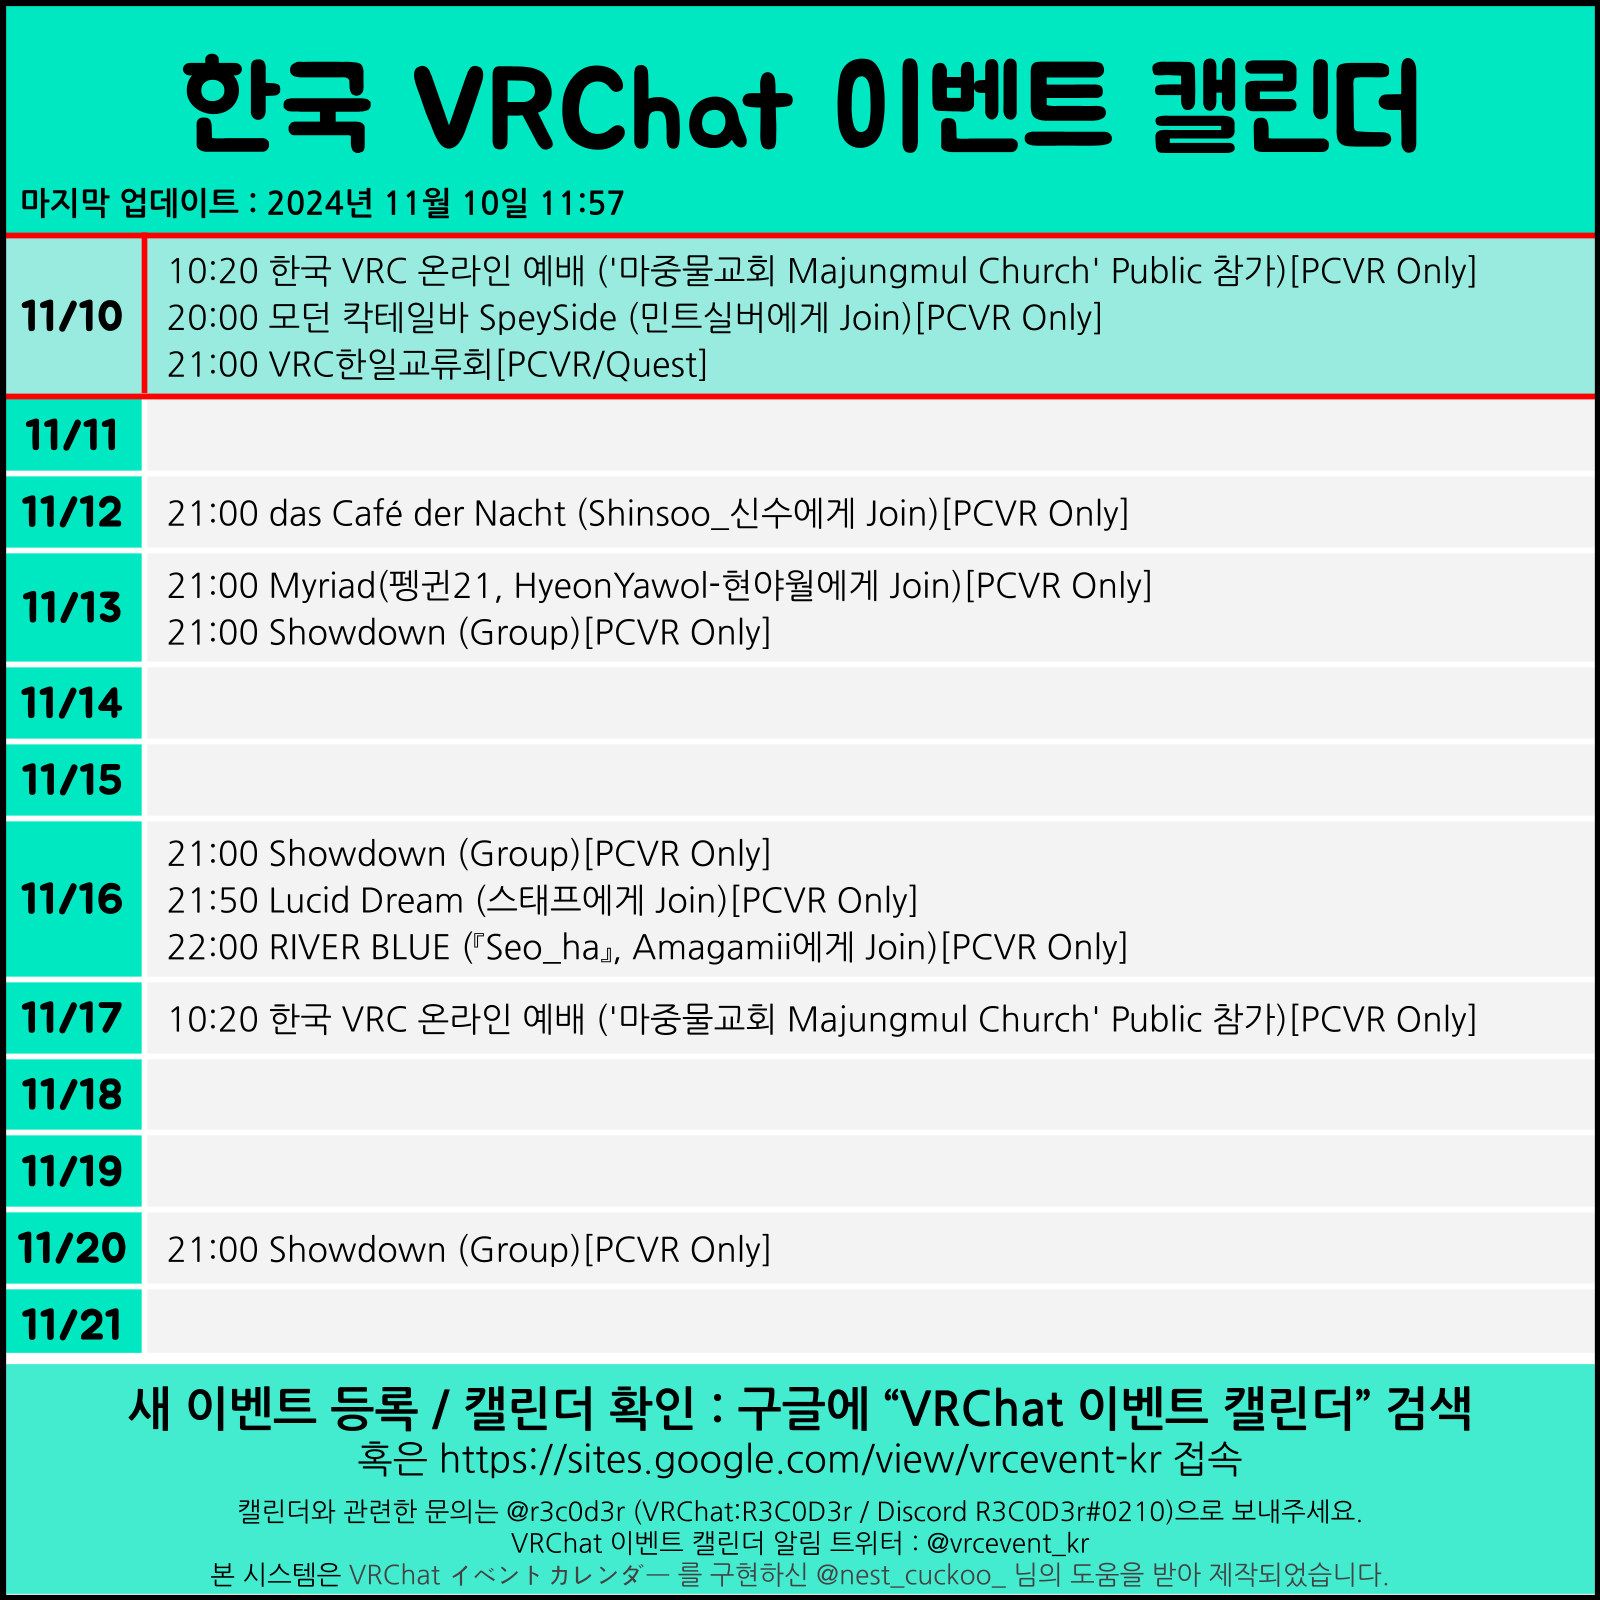 한국 VRChat 이벤트 캘린더
마지막 업데이트 : 2024년 11월 10일 11:57
11/10
10:20 한국 VRC 온라인 예배 ('마중물교회 Majungmul Church' Public 참가)[PCVR Only]
20:00 모던 칵테일바 SpeySide (민트실버에게 Join)[PCVR Only]
21:00 VRC한일교류회[PCVR/Quest]
11/11
11/12
21:00 das Café der Nacht (Shinsoo_신수에게 Join)[PCVR Only]
11/13
21:00 Myriad(펭귄21, HyeonYawol-현야월에게 Join)[PCVR Only]
21:00 Showdown (Group)[PCVR Only]
11/14
11/15
11/16
21:00 Showdown (Group)[PCVR Only]
21:50 Lucid Dream (스태프에게 Join)[PCVR Only]
22:00 RIVER BLUE (『Seo_ha』, Amagamii에게 Join)[PCVR Only]
11/17
10:20 한국 VRC 온라인 예배 ('마중물교회 Majungmul Church' Public 참가)[PCVR Only]
11/18
11/19
11/20
21:00 Showdown (Group)[PCVR Only]
11/21
새 이벤트 등록 / 캘린더 확인 : 구글에 “VRChat 이벤트 캘린더” 검색
혹은 https://sites.google.com/view/vrcevent-kr 접속
캘린더와 관련한 문의는 @r3c0d3r (VRChat:R3C0D3r / Discord R3C0D3r#0210)으로 보내주세요.
VRChat 이벤트 캘린더 알림 트위터 : @vrcevent_kr
본 시스템은 VRChat イベントカレンダー 를 구현하신 @nest_cuckoo_ 님의 도움을 받아 제작되었습니다.